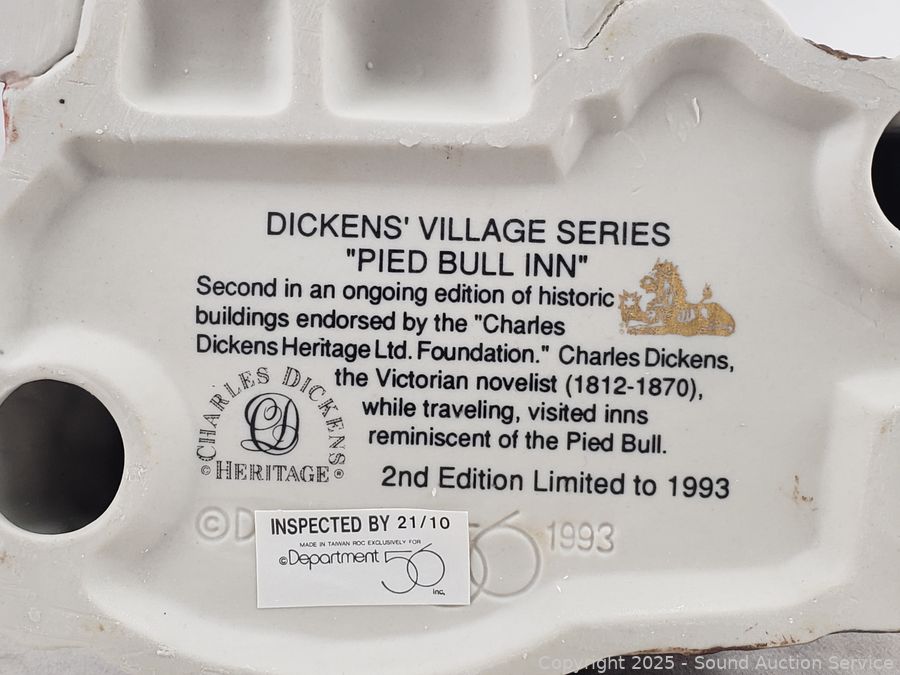 DICKENS' VILLAGE SERIES
"PIED BULL INN"
Second in an ongoing edition of historic
buildings endorsed by the "Charles
Dickens Heritage Ltd. Foundation." Charles Dickens,
the Victorian novelist (1812-1870),
while traveling, visited inns
reminiscent of the Pied Bull.
CHARLES DICKENS
CD
© HERITAGE ®
2nd Edition Limited to 1993
©D 56 1993
INSPECTED BY 21/10
MADE IN TAIWAN ROC EXCLUSIVELY FOR
©Department 56
inc.
Copyright 2025 - Sound Auction Service